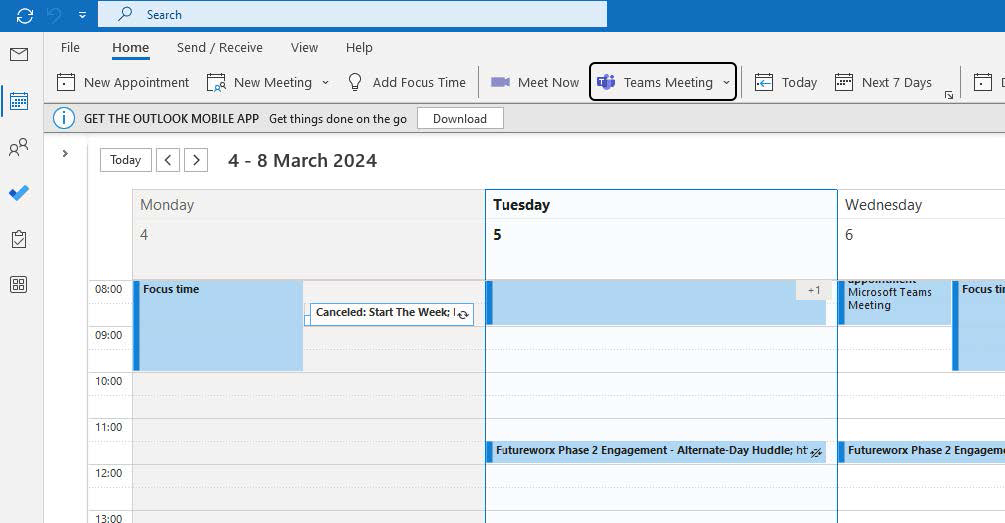 Search
File Home Send / Receive View Help
New Appointment New Meeting Add Focus Time Meet Now Teams Meeting Today Next 7 Days D
GET THE OUTLOOK MOBILE APP Get things done on the go Download
Today 4 - 8 March 2024
Monday Tuesday Wednesday
4 5 6
08:00
Focus time
Canceled: Start The Week;
+1
appointment
Microsoft Teams
Meeting
Focus tim
09:00
10:00
11:00
Futureworx Phase 2 Engagement - Alternate-Day Huddle; ht
Futureworx Phase 2 Engageme
12:00
13:00